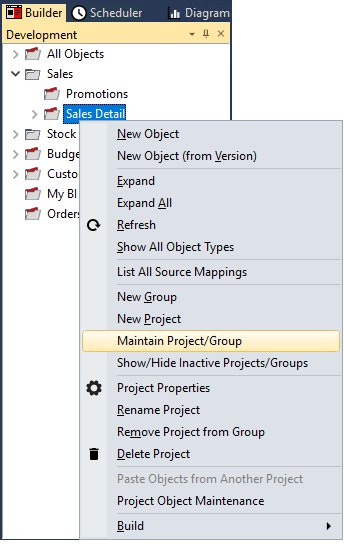 Builder Scheduler Diagram
Development
All Objects
Sales
Promotions
Sales Detail
Stock
Budge
Custo
My BI
Orders
New Object
New Object (from Version)
Expand
Expand All
Refresh
Show All Object Types
List All Source Mappings
New Group
New Project
Maintain Project/Group
Show/Hide Inactive Projects/Groups
Project Properties
Rename Project
Remove Project from Group
Delete Project
Paste Objects from Another Project
Project Object Maintenance
Build